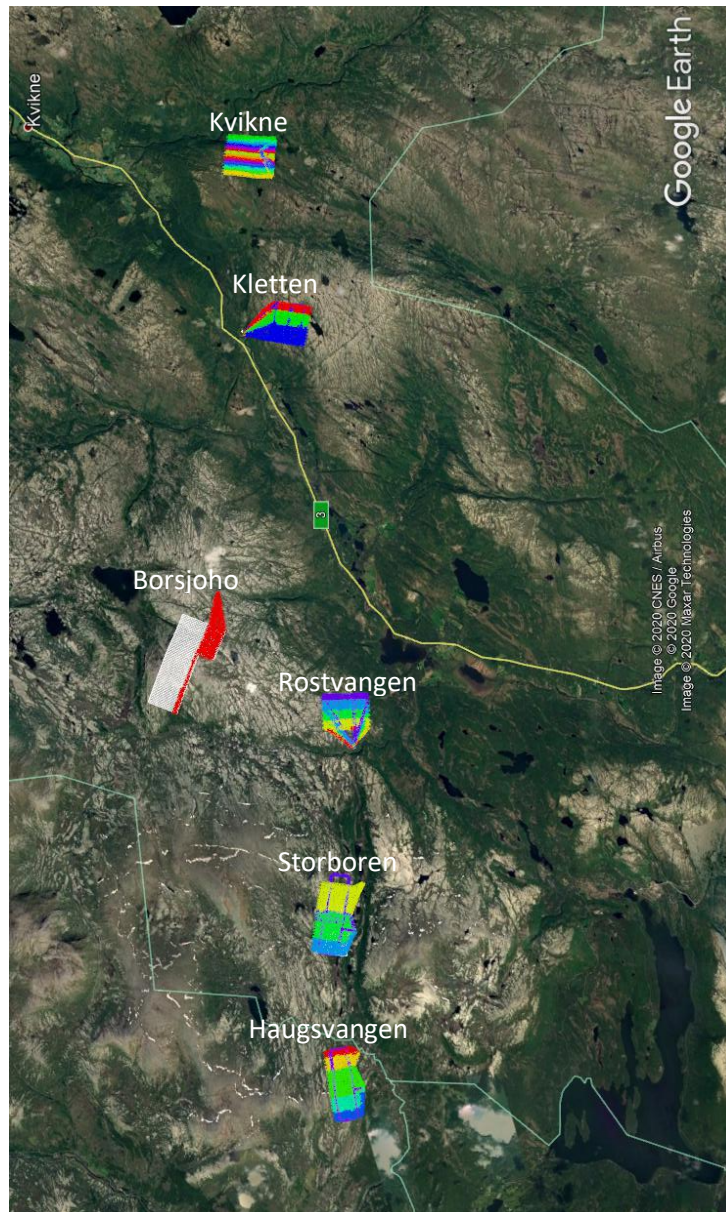 Kvikne
Kvikne
Kletten
3
Borsjoho
Rostvangen
Storboren
Haugsvangen
Google Earth
Image © 2020 CNES / Airbus
© 2020 Google
Image © 2020 Maxar Technologies